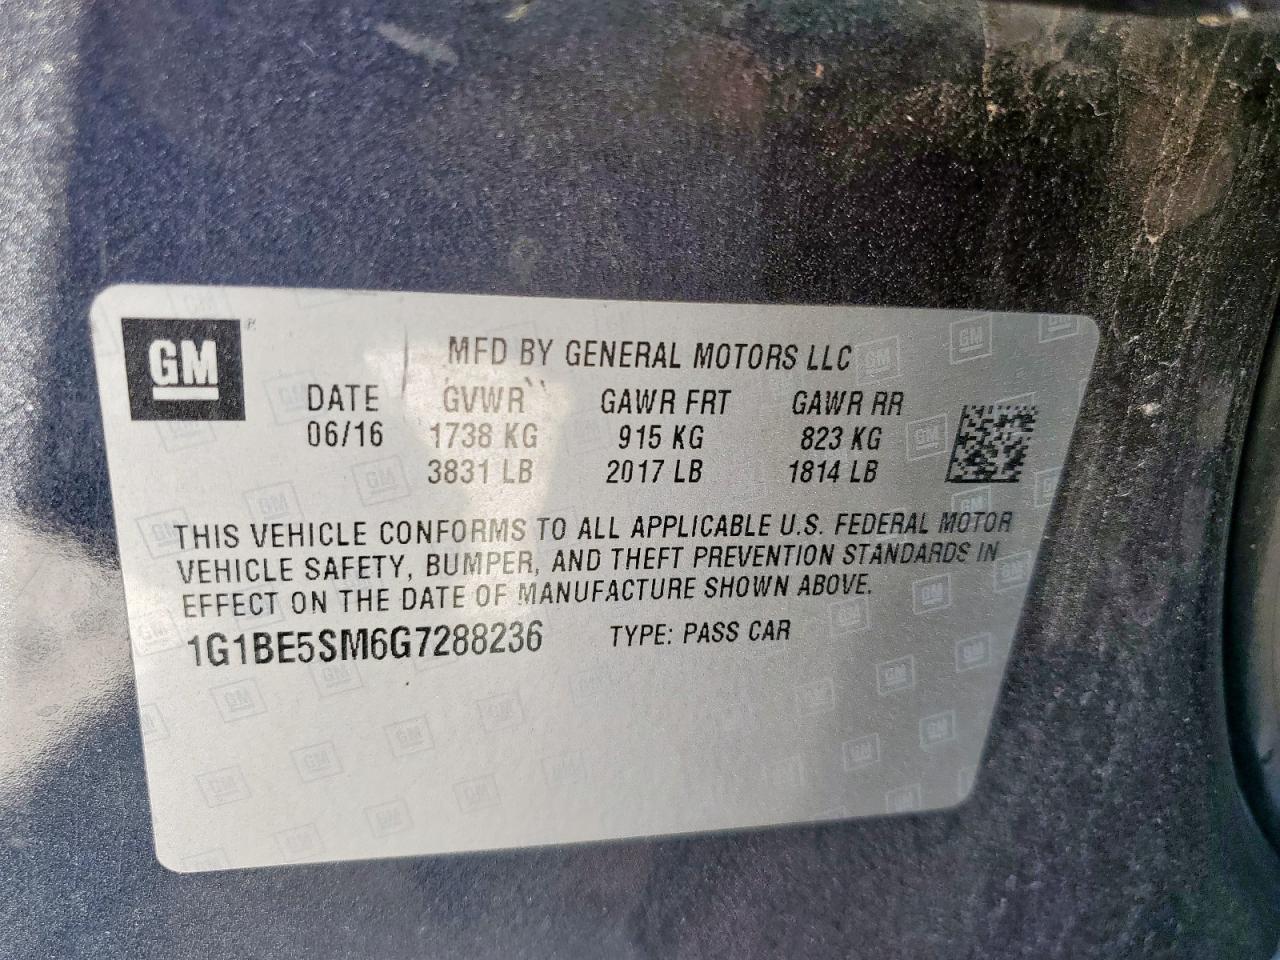 GM
MFD BY GENERAL MOTORS LLC
DATE GVWR GAWR FRT GAWR RR
06/16 1738 KG 915 KG 823 KG
3831 LB 2017 LB 1814 LB
THIS VEHICLE CONFORMS TO ALL APPLICABLE U.S. FEDERAL MOTOR
VEHICLE SAFETY, BUMPER, AND THEFT PREVENTION STANDARDS IN
EFFECT ON THE DATE OF MANUFACTURE SHOWN ABOVE.
1G1BE5SM6G7288236 TYPE: PASS CAR